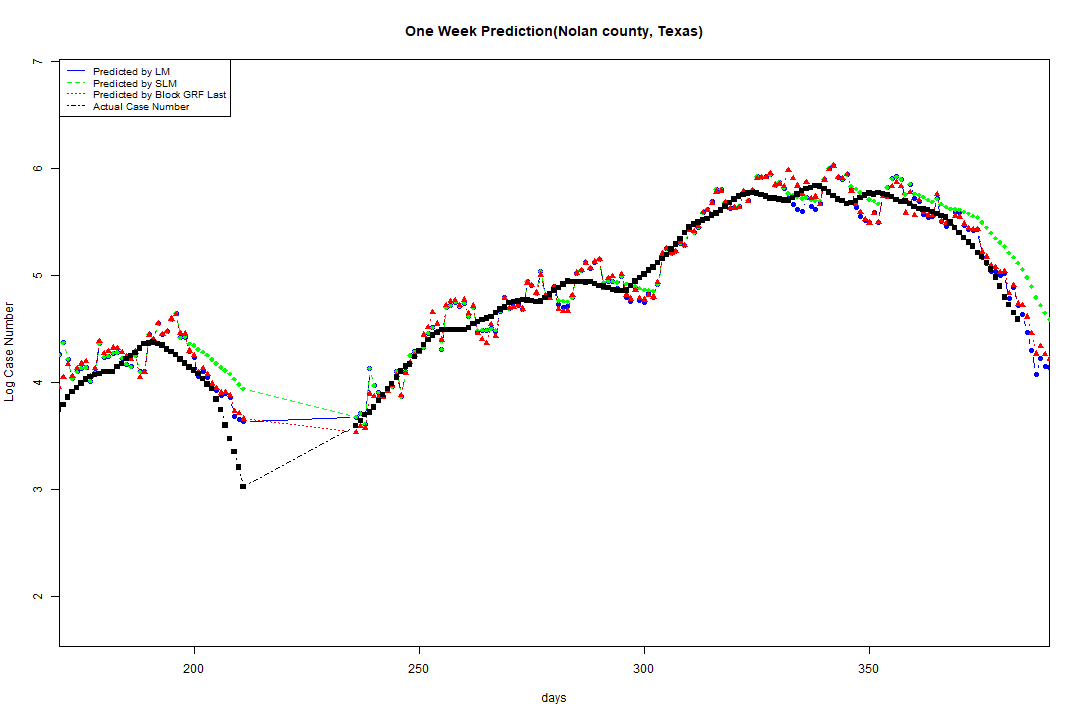 One Week Prediction(Nolan county, Texas)
Predicted by LM
Predicted by SLM
Predicted by Block GRF Last
Actual Case Number
7
6
5
4
3
2
Log Case Number
200
250
300
350
days